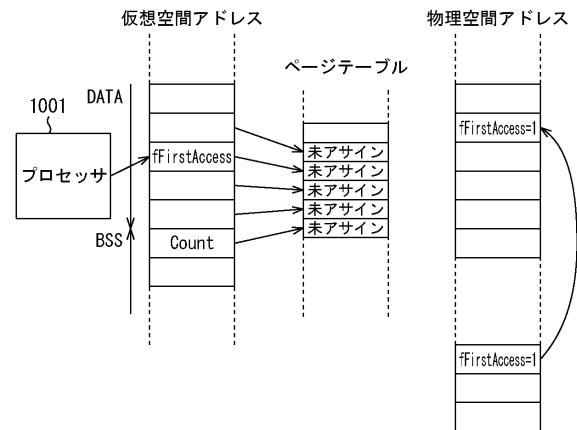 仮想空間アドレス
物理空間アドレス
ページテーブル
DATA
1001
プロセッサ
fFirstAccess
未アサイン
未アサイン
未アサイン
未アサイン
未アサイン
fFirstAccess=1
BSS
Count
fFirstAccess=1